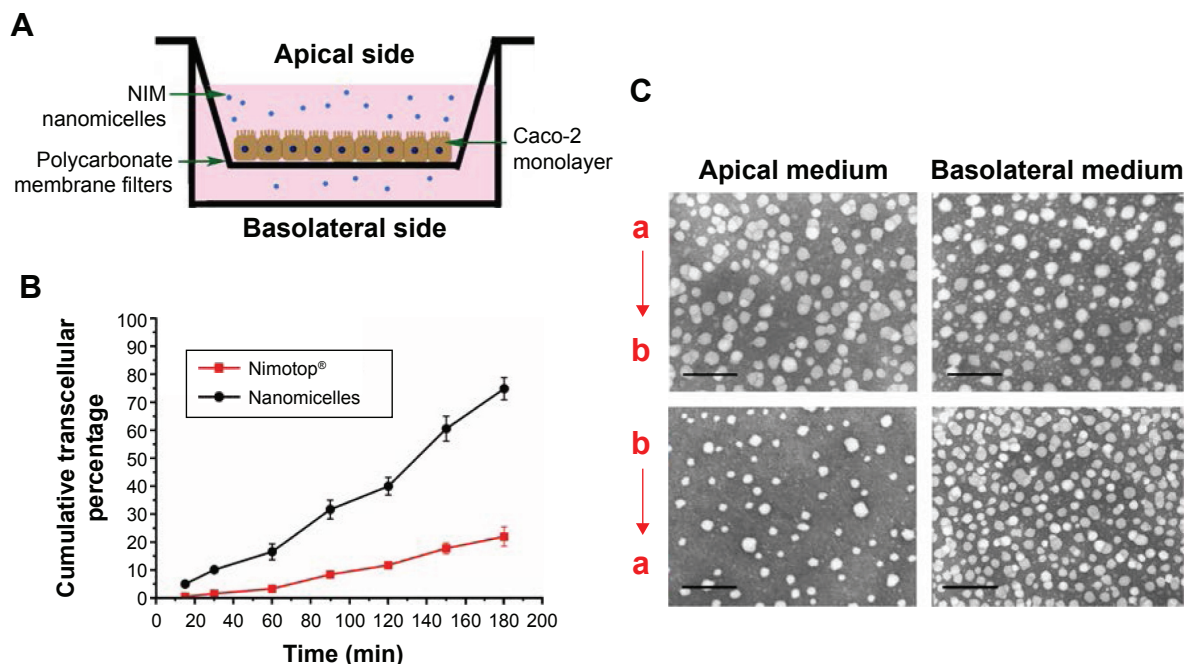 A
Apical side
NIM
nanomicelles
Caco-2
monolayer
Polycarbonate
membrane filters
Basolateral side
B
Cumulative transcellular
percentage
100
90
80
70
60
50
40
30
20
10
0
Nimotop®
Nanomicelles
0 20 40 60 80 100 120 140 160 180 200
Time (min)
C
Apical medium Basolateral medium
a
b
b
a